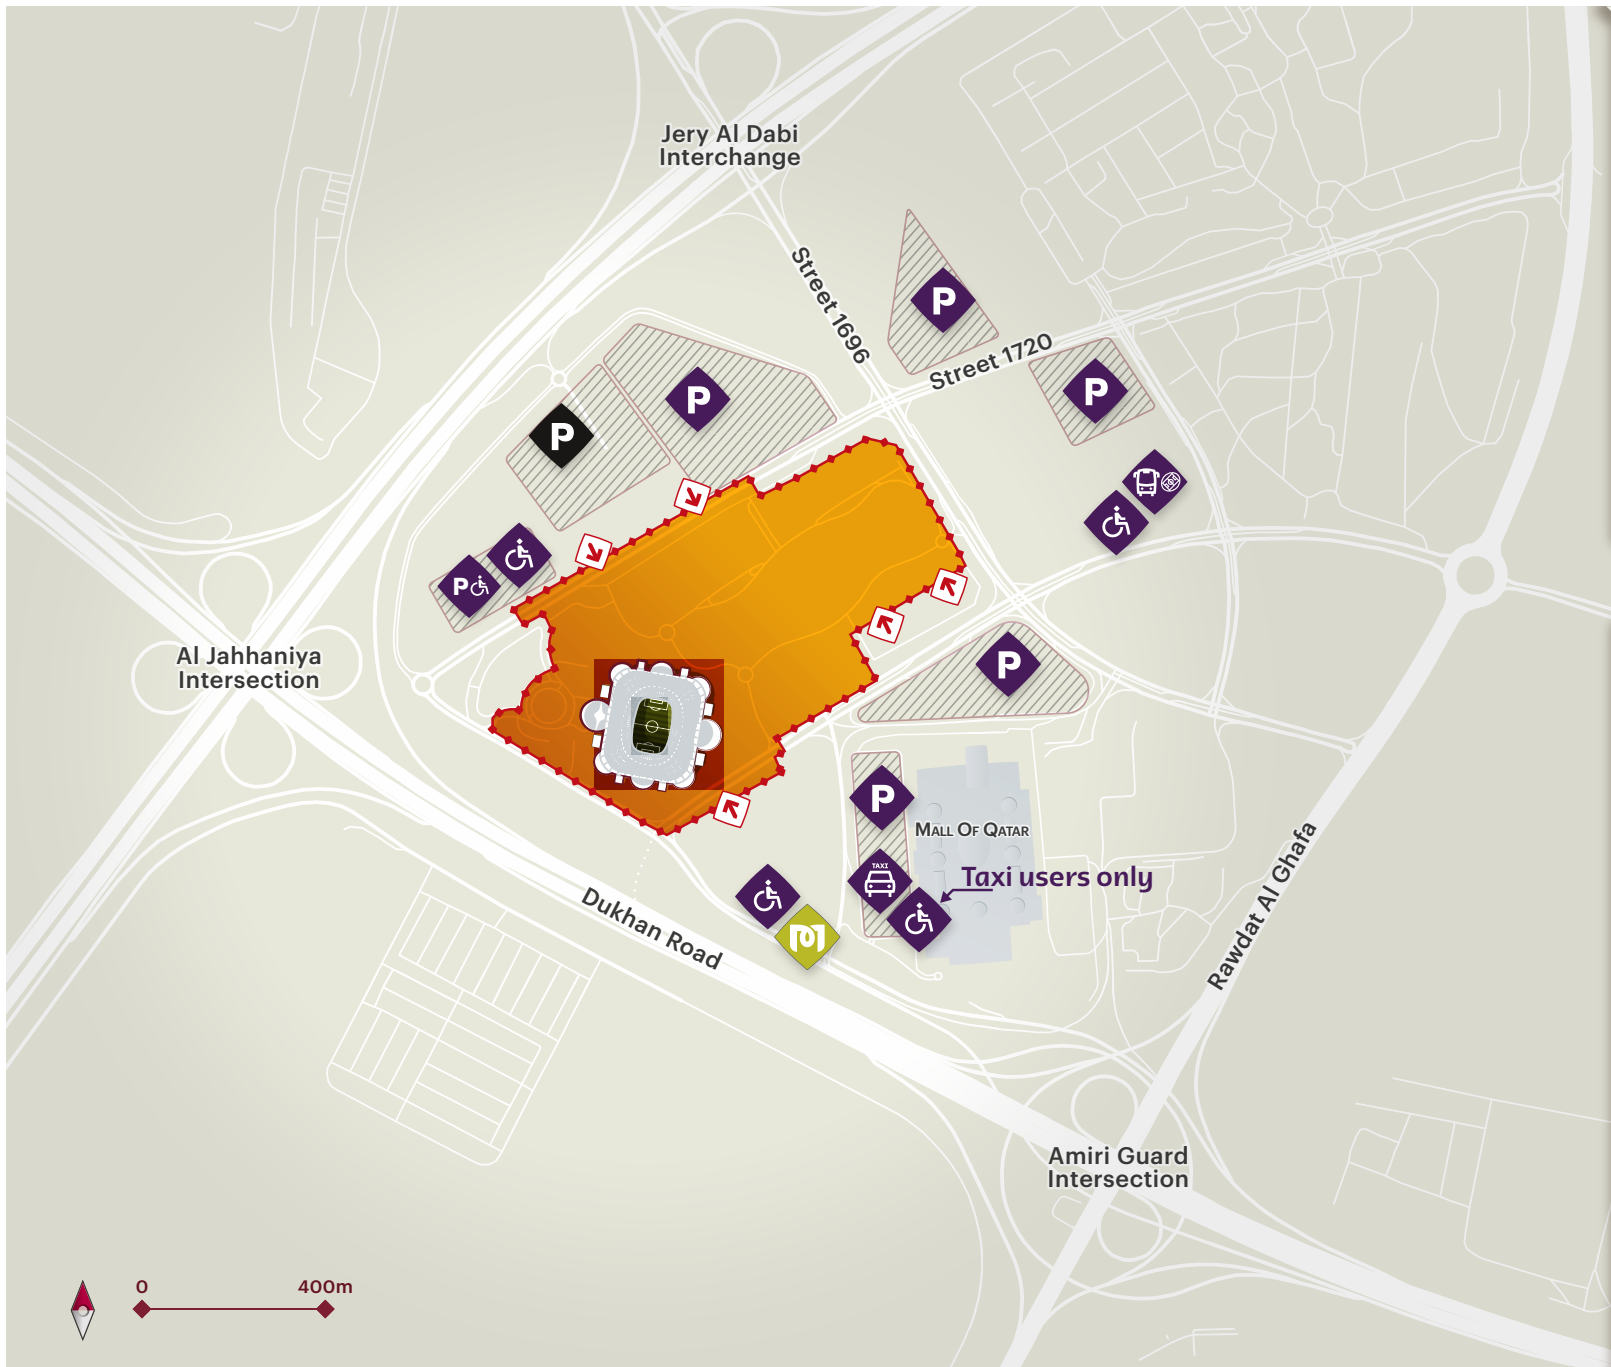 Jery Al Dabi
Interchange
Street 1696
P
Street 1720
P
P
P
P
Al Jahhaniya
Intersection
P
P
MALL OF QATAR
TAXI
Taxi users only
Dukhan Road
Rawdat Al Ghafa
Amiri Guard
Intersection
0 400m